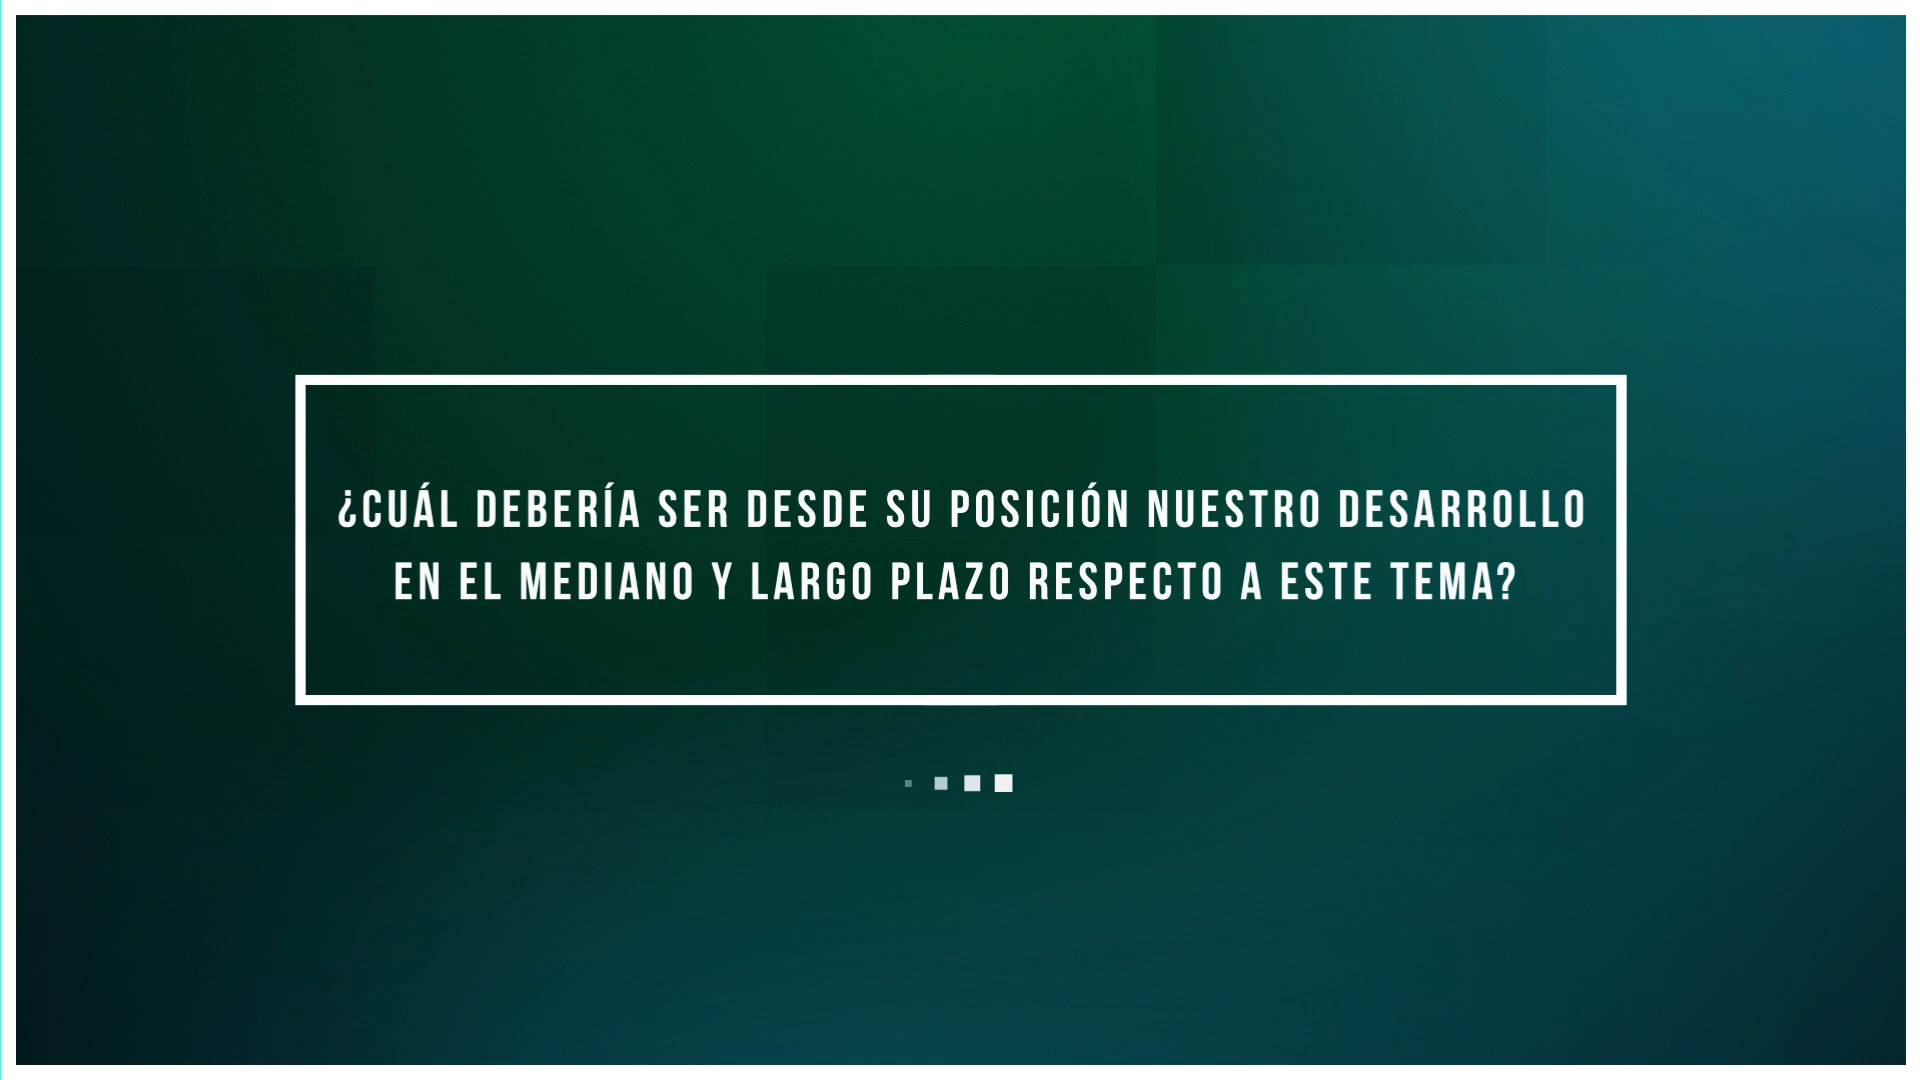 ¿CUÁL DEBERÍA SER DESDE SU POSICIÓN NUESTRO DESARROLLO
EN EL MEDIANO Y LARGO PLAZO RESPECTO A ESTE TEMA?